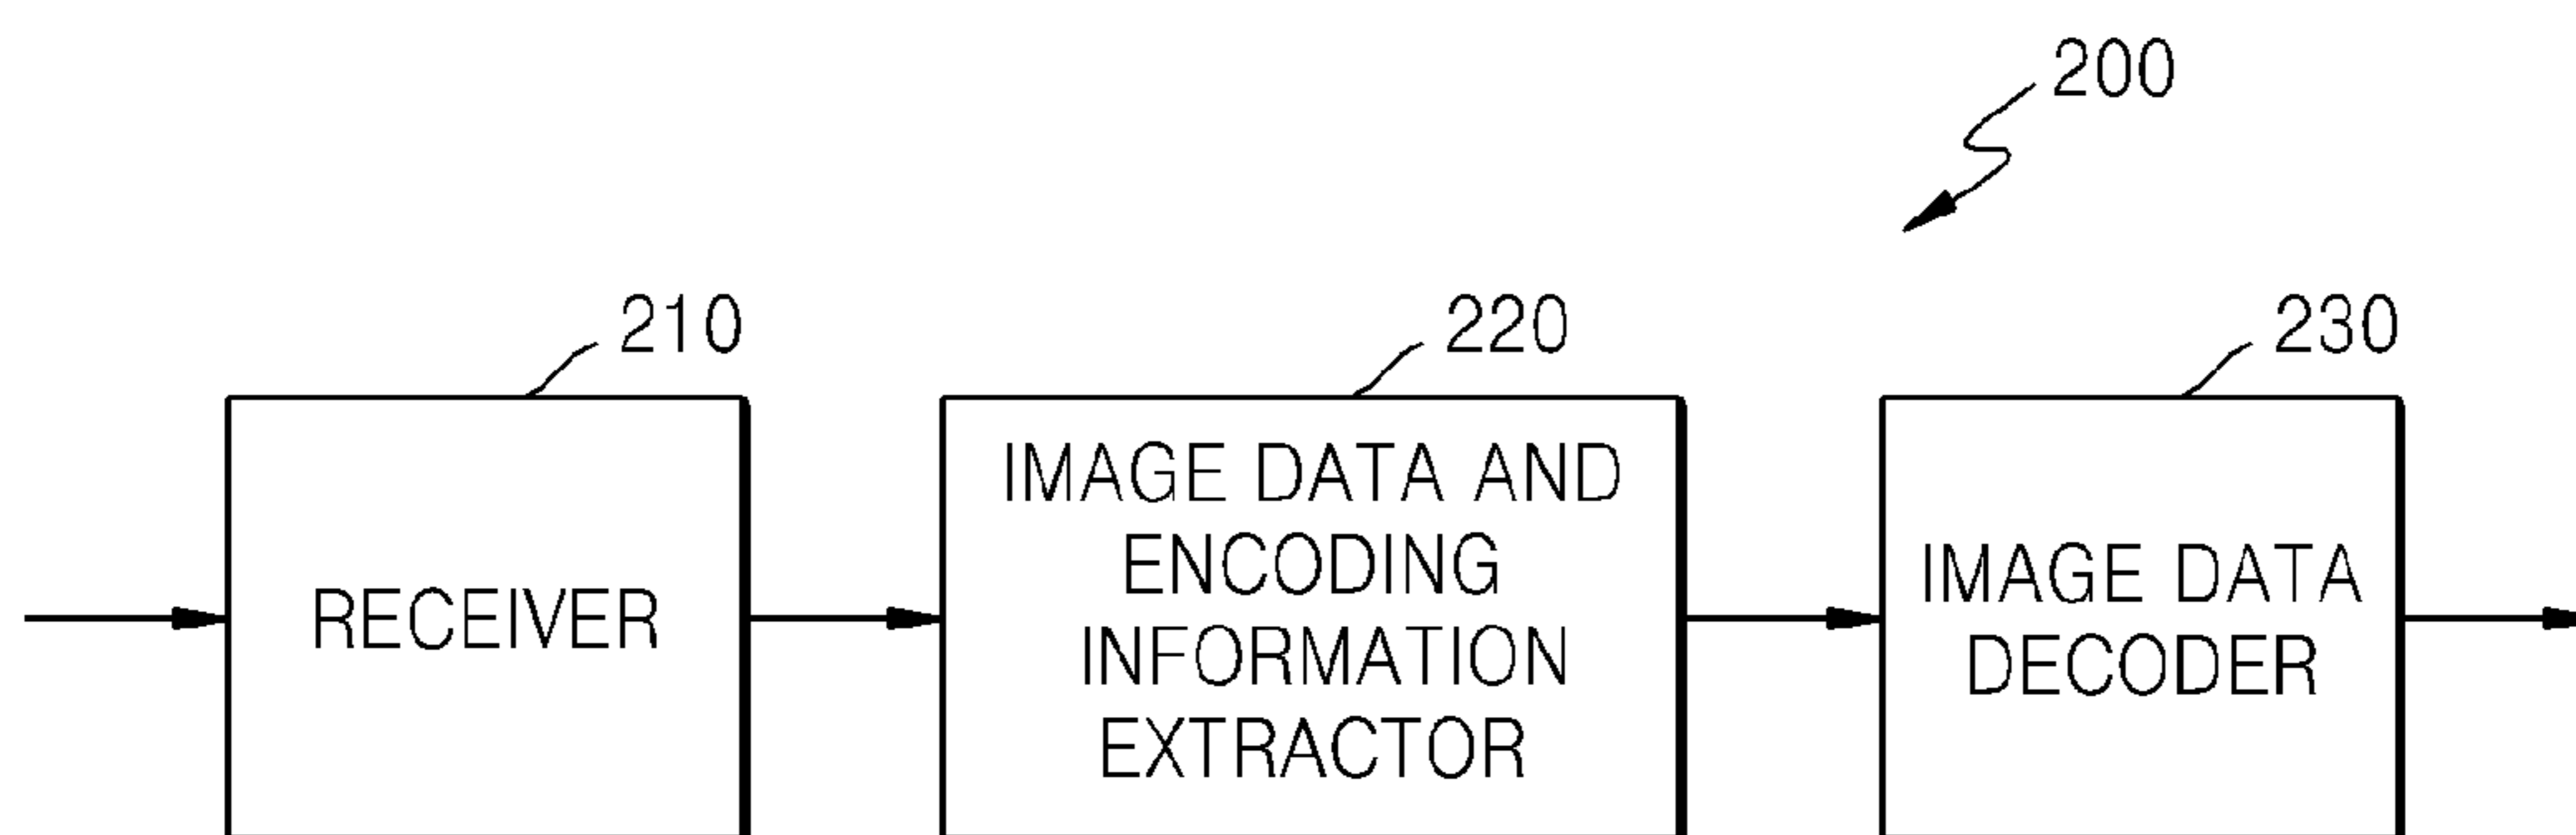 200
210
220
230
RECEIVER
IMAGE DATA AND
ENCODING
INFORMATION
EXTRACTOR
IMAGE DATA
DECODER